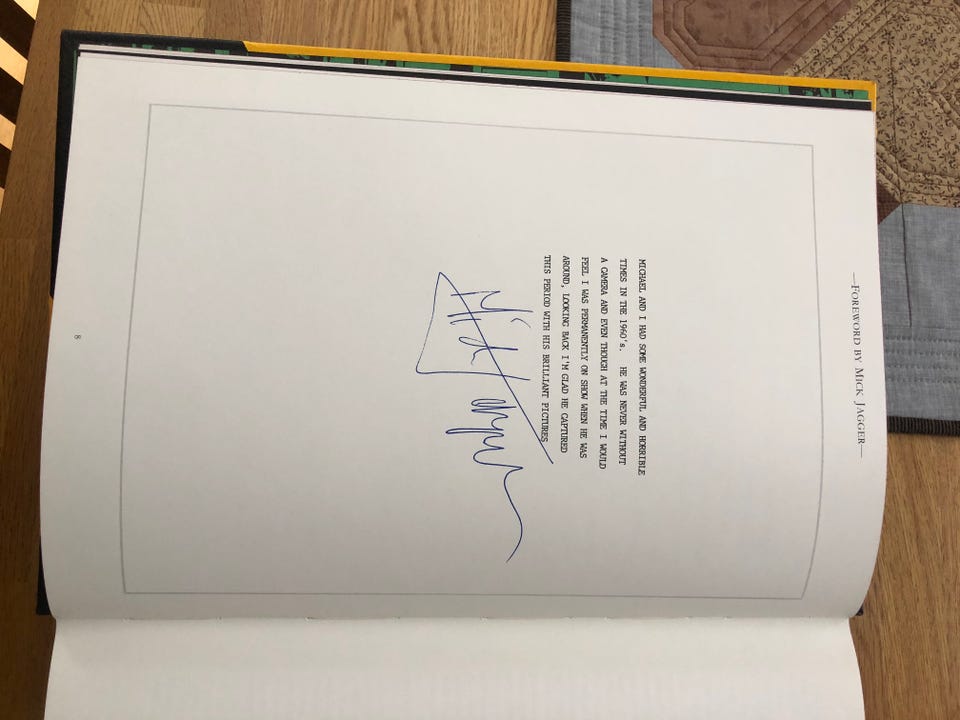 —FOREWORD BY MICK JAGGER—
MICHAEL AND I HAD SOME WONDERFUL AND HORRIBLE
TIMES IN THE 1960's. HE WAS NEVER WITHOUT
A CAMERA AND EVEN THOUGH AT THE TIME I WOULD
FEEL I WAS PERMANENTLY ON SHOW WHEN HE WAS
AROUND, LOOKING BACK I'M GLAD HE CAPTURED
THIS PERIOD WITH HIS BRILLIANT PICTURES
Mick Jagger
8